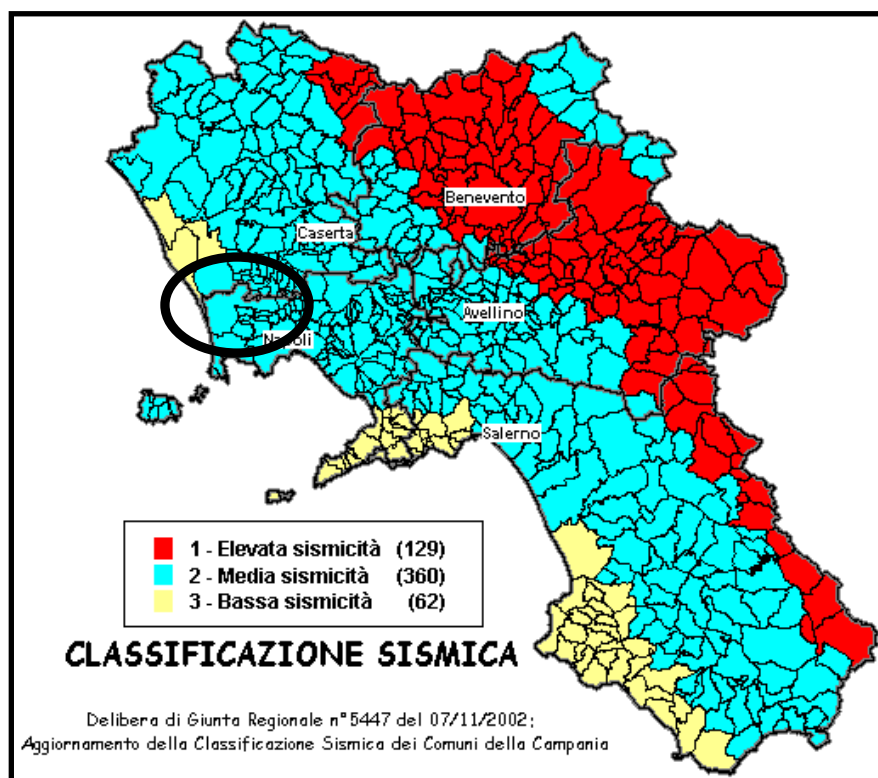 Benevento
Caserta
Avellino
Napoli
Salerno
1 - Elevata sismicità (129)
2 - Media sismicità (360)
3 - Bassa sismicità (62)
CLASSIFICAZIONE SISMICA
Delibera di Giunta Regionale n°5447 del 07/11/2002;
Aggiornamento della Classificazione Sismica dei Comuni della Campania